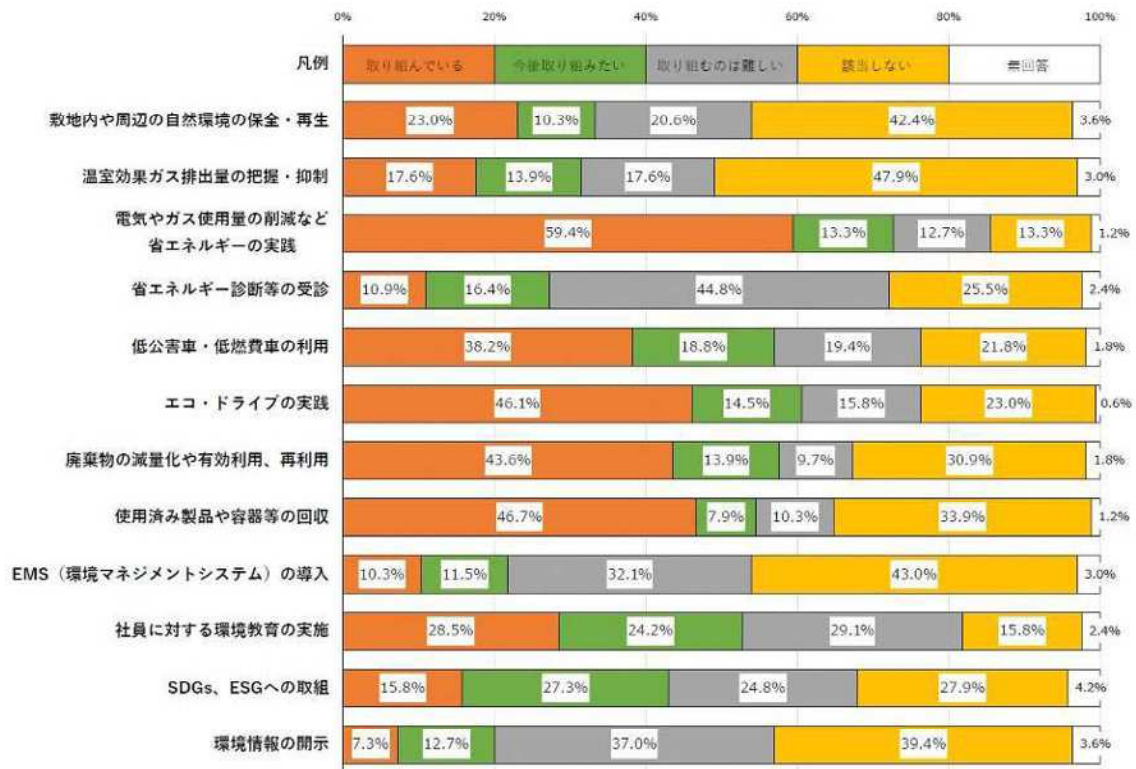 0% 20% 40% 60% 80% 100%
凡例 取り組んでいる 今後取り組みたい 取り組むのは難しい 該当しない 無回答
敷地内や周辺の自然環境の保全・再生 23.0% 10.3% 20.6% 42.4% 3.6%
温室効果ガス排出量の把握・抑制 17.6% 13.9% 17.6% 47.9% 3.0%
電気やガス使用量の削減など
省エネルギーの実践 59.4% 13.3% 12.7% 13.3% 1.2%
省エネルギー診断等の受診 10.9% 16.4% 44.8% 25.5% 2.4%
低公害車・低燃費車の利用 38.2% 18.8% 19.4% 21.8% 1.8%
エコ・ドライブの実践 46.1% 14.5% 15.8% 23.0% 0.6%
廃棄物の減量化や有効利用、再利用 43.6% 13.9% 9.7% 30.9% 1.8%
使用済み製品や容器等の回収 46.7% 7.9% 10.3% 33.9% 1.2%
EMS（環境マネジメントシステム）の導入 10.3% 11.5% 32.1% 43.0% 3.0%
社員に対する環境教育の実施 28.5% 24.2% 29.1% 15.8% 2.4%
SDGs、ESGへの取組 15.8% 27.3% 24.8% 27.9% 4.2%
環境情報の開示 7.3% 12.7% 37.0% 39.4% 3.6%